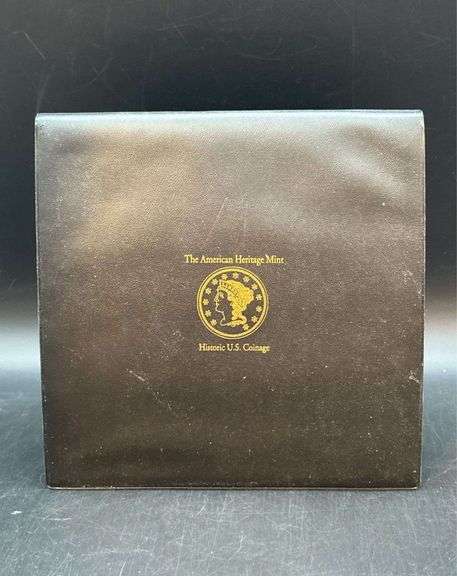 The American Heritage Mint
Historic U.S. Coinage